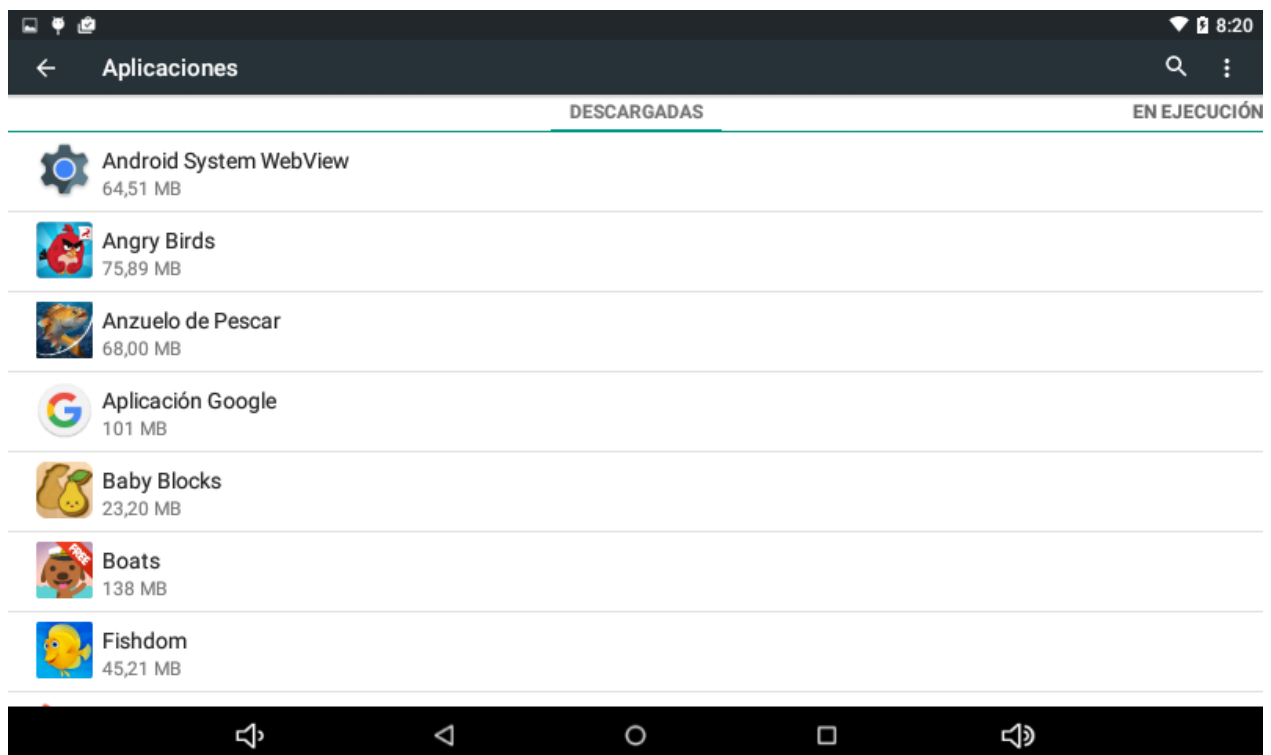 8:20
Aplicaciones
DESCARGADAS
EN EJECUCIÓN
Android System WebView
64,51 MB
Angry Birds
75,89 MB
Anzuelo de Pescar
68,00 MB
Aplicación Google
101 MB
Baby Blocks
23,20 MB
FREE
Boats
138 MB
Fishdom
45,21 MB